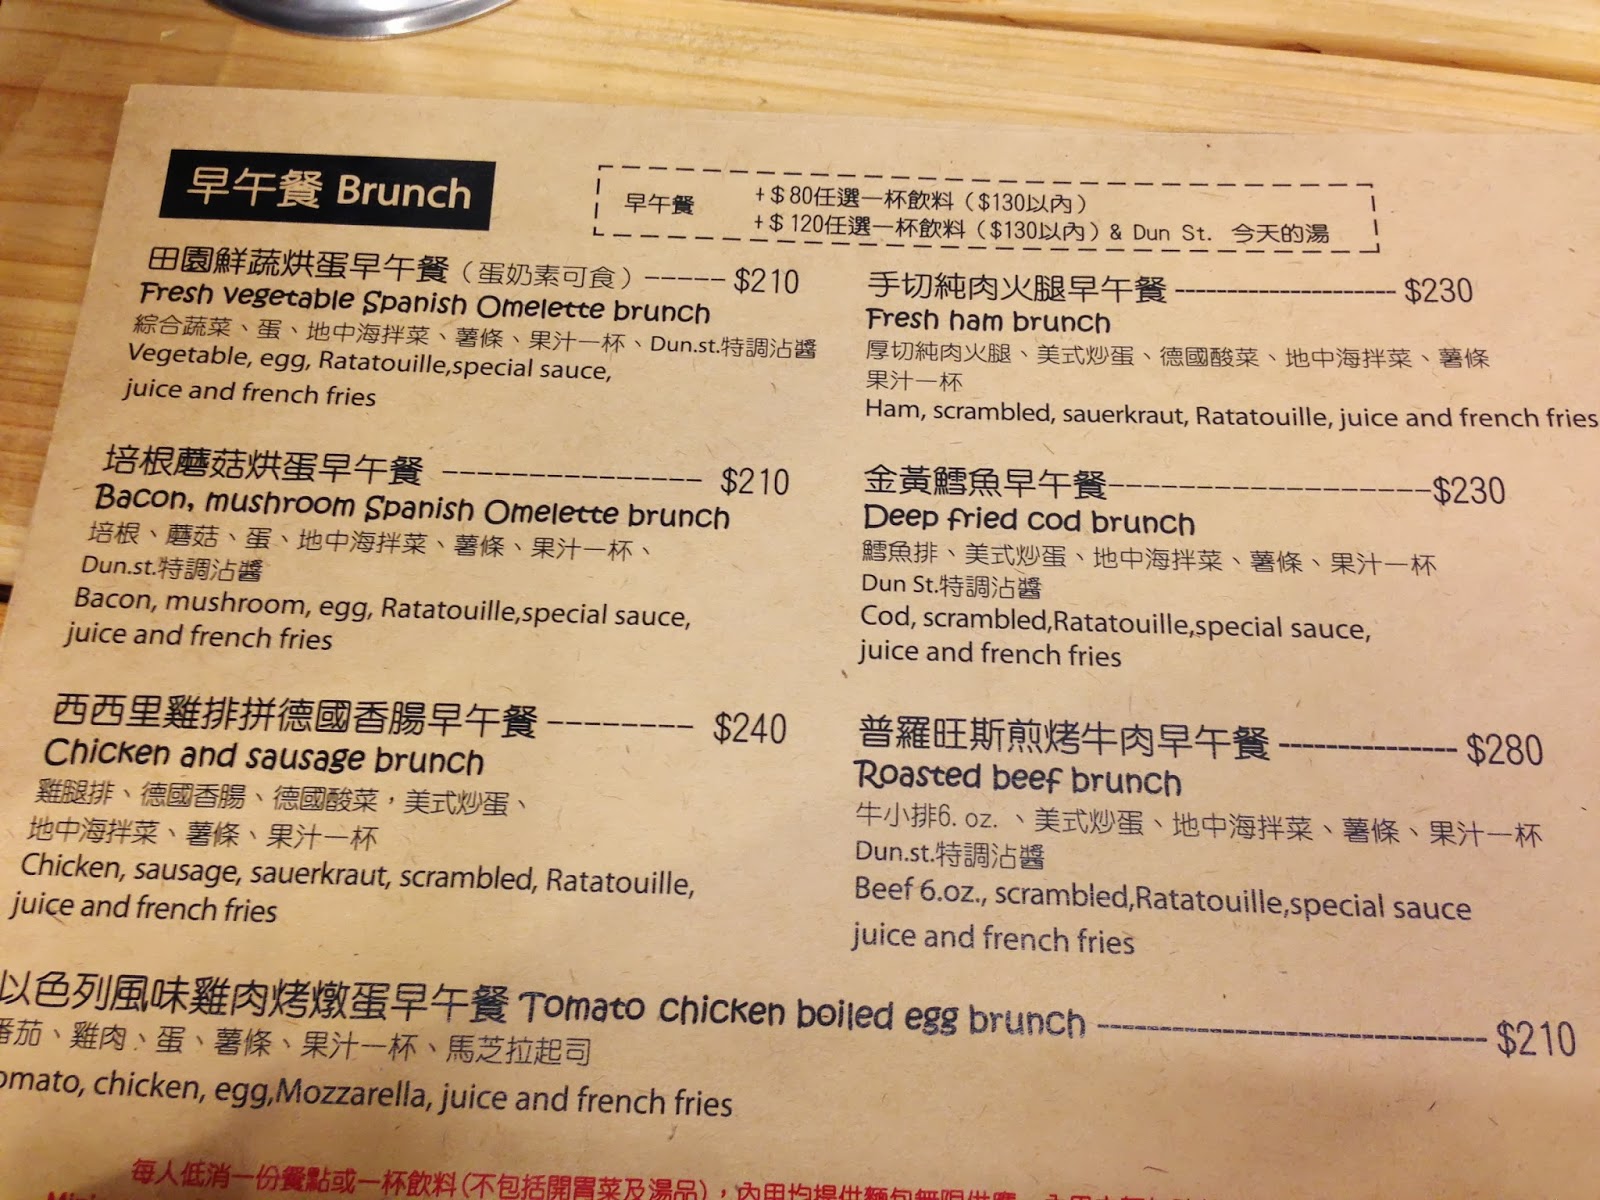 早午餐 Brunch
早午餐
+$80任選一杯飲料($130以內)
+$120任選一杯飲料($130以內)& Dun St. 今天的湯
田園鮮蔬烘蛋早午餐(蛋奶素可食)-----$210
Fresh vegetable Spanish Omelette brunch
綜合蔬菜、蛋、地中海拌菜、薯條、果汁一杯、Dun.st.特調沾醬
Vegetable, egg, Ratatouille,special sauce,
juice and french fries
培根蘑菇烘蛋早午餐 ---------------- $210
Bacon, mushroom Spanish Omelette brunch
培根、蘑菇、蛋、地中海拌菜、薯條、果汁一杯、
Dun.st.特調沾醬
Bacon, mushroom, egg, Ratatouille,special sauce,
juice and french fries
西西里雞排拼德國香腸早午餐 -------- $240
Chicken and sausage brunch
雞腿排、德國香腸、德國酸菜,美式炒蛋、
地中海拌菜、薯條、果汁一杯
Chicken, sausage, sauerkraut, scrambled, Ratatouille,
juice and french fries
手切純肉火腿早午餐 --------------------- $230
Fresh ham brunch
厚切純肉火腿、美式炒蛋、德國酸菜、地中海拌菜、薯條
果汁一杯
Ham, scrambled, sauerkraut, Ratatouille, juice and french fries
金黃鱈魚早午餐-------------------$230
Deep fried cod brunch
鱈魚排、美式炒蛋、地中海拌菜、薯條、果汁一杯
Dun St.特調沾醬
Cod, scrambled,Ratatouille,special sauce,
juice and french fries
普羅旺斯煎烤牛肉早午餐 ---------------- $280
Roasted beef brunch
牛小排6. oz. 、美式炒蛋、地中海拌菜、薯條、果汁一杯
Dun.st.特調沾醬
Beef 6.oz., scrambled,Ratatouille,special sauce
juice and french fries
以色列風味雞肉烤燉蛋早午餐 Tomato chicken boiled egg brunch ------------------------------ $210
番茄、雞肉、蛋、薯條、果汁一杯、馬芝拉起司
omato, chicken, egg,Mozzarella, juice and french fries
每人低消一份餐點或一杯飲料(不包括開胃菜及湯品),內用均提供麵包無限供應